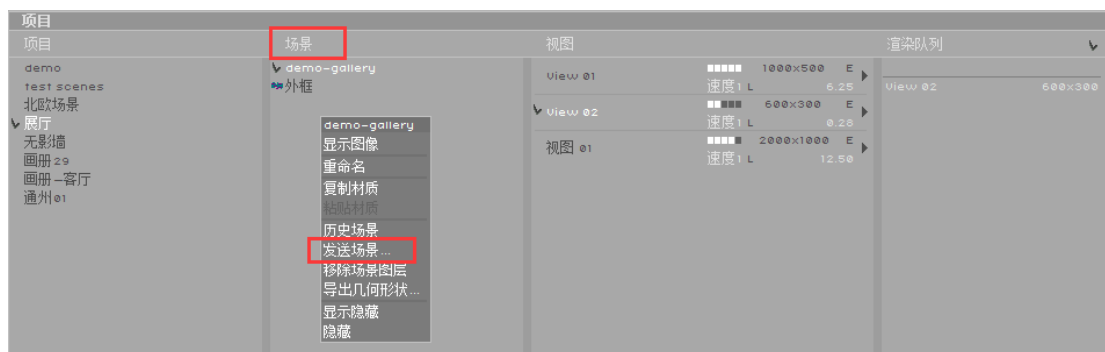 项目
项目
demo
test scenes
北欧场景
展厅
无影墙
画册 29
画册-客厅
通州01
场景
demo-gallery
外框
demo-gallery
显示图像
重命名
复制材质
粘贴材质
历史场景
发送场景...
移除场景图层
导出几何形状...
显示隐藏
隐藏
视图
View 01 1000x500 E
速度1 L 6.25
View 02 600x300 E
速度1 L 0.28
视图 01 2000x1000 E
速度1 L 12.50
渲染队列
View 02 600x300